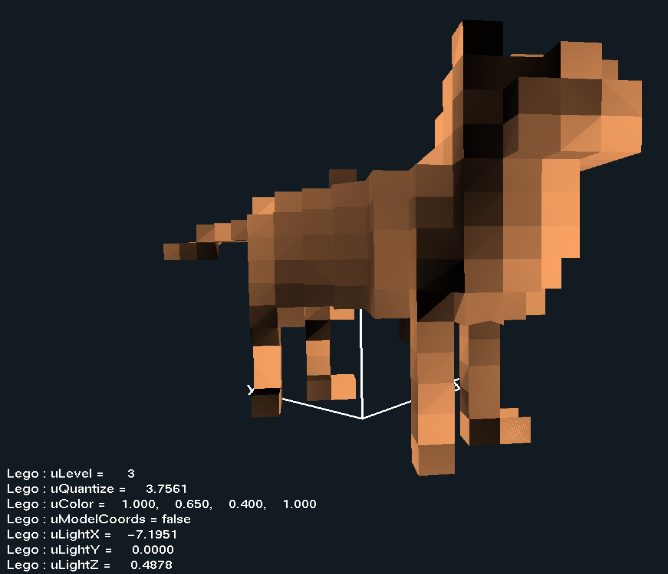 Y
Lego : uLevel = 3
Lego : uQuantize = 3.7561
Lego : uColor = 1.000, 0.650, 0.400, 1.000
Lego : uModelCoords = false
Lego : uLightX = -7.1951
Lego : uLightY = 0.0000
Lego : uLightZ = 0.4878